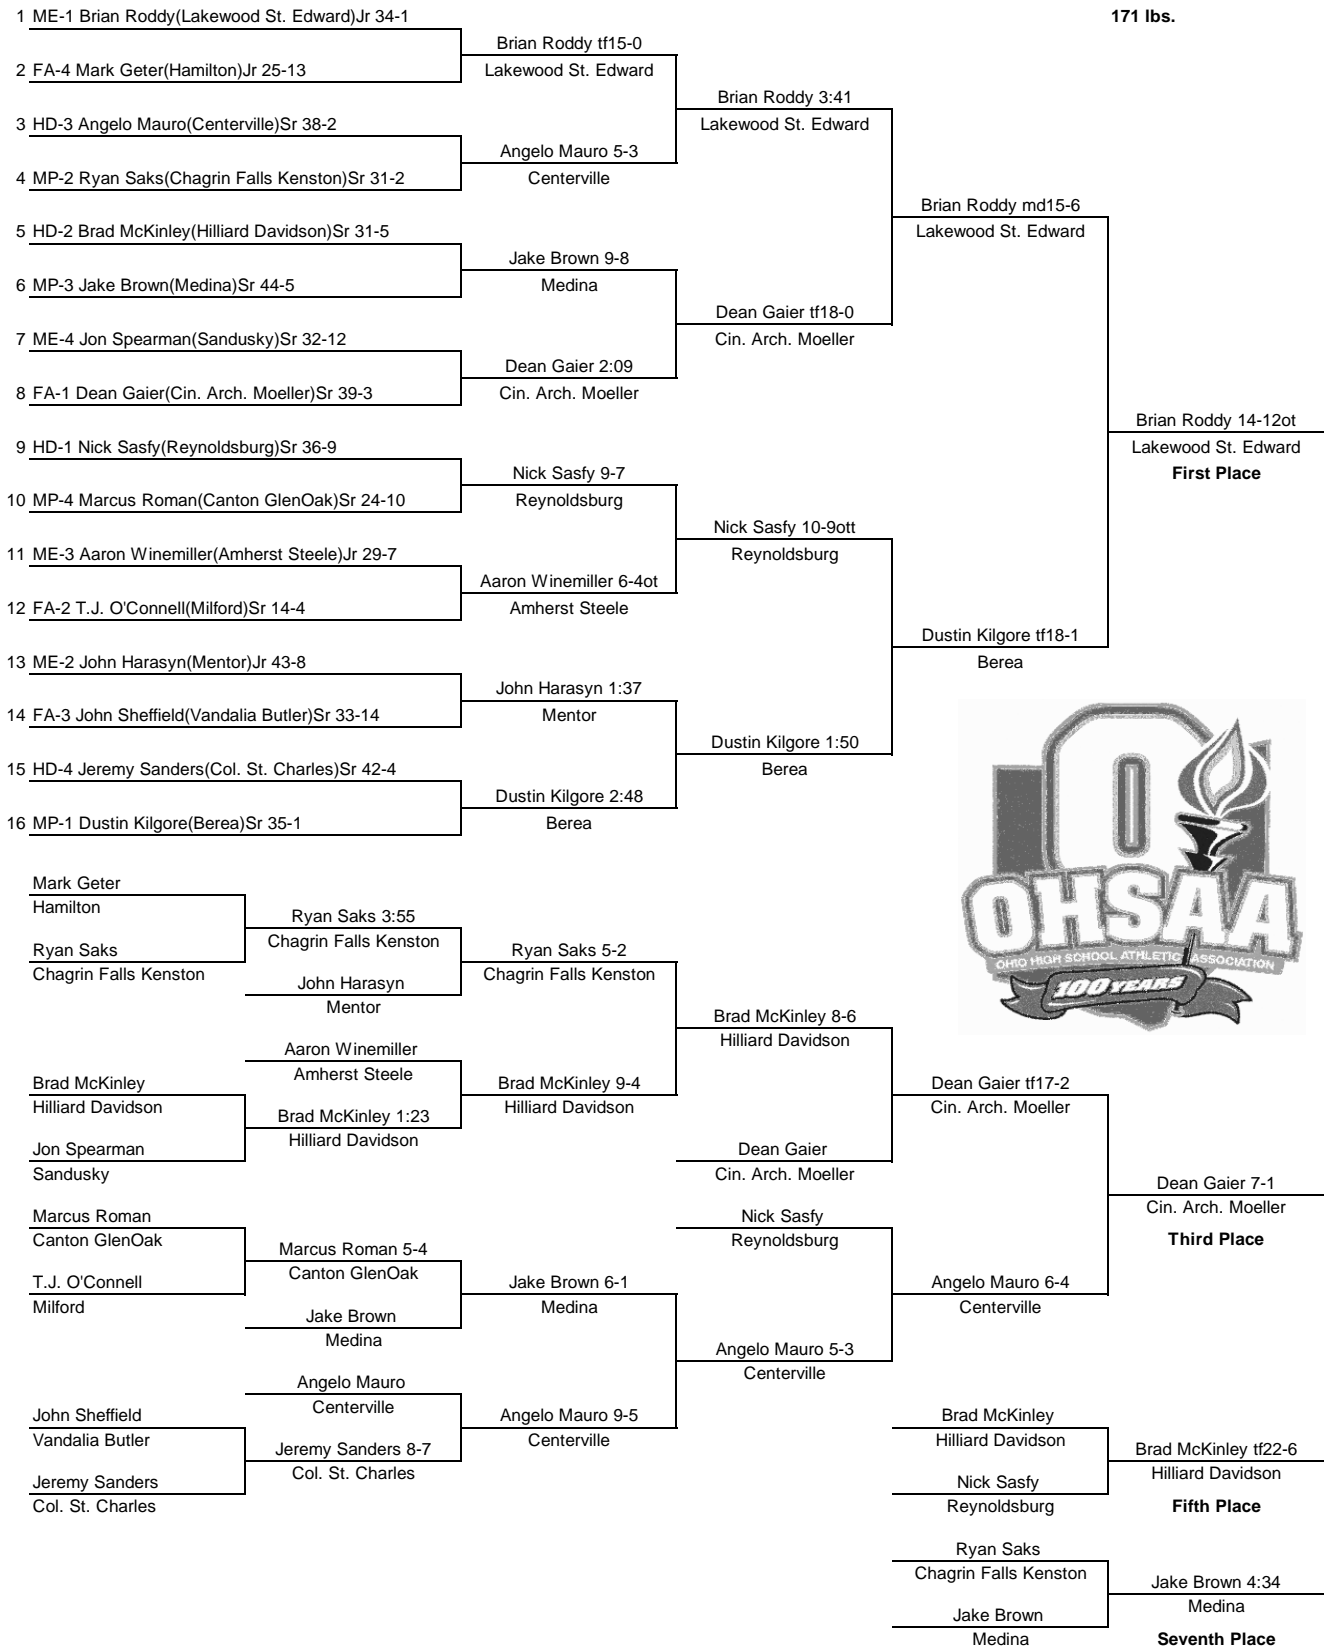 171 lbs.
1 ME-1 Brian Roddy(Lakewood St. Edward)Jr 34-1
2 FA-4 Mark Geter(Hamilton)Jr 25-13
3 HD-3 Angelo Mauro(Centerville)Sr 38-2
4 MP-2 Ryan Saks(Chagrin Falls Kenston)Sr 31-2
5 HD-2 Brad McKinley(Hilliard Davidson)Sr 31-5
6 MP-3 Jake Brown(Medina)Sr 44-5
7 ME-4 Jon Spearman(Sandusky)Sr 32-12
8 FA-1 Dean Gaier(Cin. Arch. Moeller)Sr 39-3
9 HD-1 Nick Sasfy(Reynoldsburg)Sr 36-9
10 MP-4 Marcus Roman(Canton GlenOak)Sr 24-10
11 ME-3 Aaron Winemiller(Amherst Steele)Jr 29-7
12 FA-2 T.J. O'Connell(Milford)Sr 14-4
13 ME-2 John Harasyn(Mentor)Jr 43-8
14 FA-3 John Sheffield(Vandalia Butler)Sr 33-14
15 HD-4 Jeremy Sanders(Col. St. Charles)Sr 42-4
16 MP-1 Dustin Kilgore(Berea)Sr 35-1
Brian Roddy tf15-0
Lakewood St. Edward
Angelo Mauro 5-3
Centerville
Jake Brown 9-8
Medina
Dean Gaier 2:09
Cin. Arch. Moeller
Nick Sasfy 9-7
Reynoldsburg
Aaron Winemiller 6-4ot
Amherst Steele
John Harasyn 1:37
Mentor
Dustin Kilgore 2:48
Berea
Brian Roddy 3:41
Lakewood St. Edward
Dean Gaier tf18-0
Cin. Arch. Moeller
Nick Sasfy 10-9ott
Reynoldsburg
Dustin Kilgore 1:50
Berea
Brian Roddy md15-6
Lakewood St. Edward
Dustin Kilgore tf18-1
Berea
Brian Roddy 14-12ot
Lakewood St. Edward
First Place
O
OHSAA
OHIO HIGH SCHOOL ATHLETIC ASSOCIATION
100 YEARS
Mark Geter
Hamilton
Ryan Saks
Chagrin Falls Kenston
Brad McKinley
Hilliard Davidson
Jon Spearman
Sandusky
Marcus Roman
Canton GlenOak
T.J. O'Connell
Milford
John Sheffield
Vandalia Butler
Jeremy Sanders
Col. St. Charles
Ryan Saks 3:55
Chagrin Falls Kenston
John Harasyn
Mentor
Aaron Winemiller
Amherst Steele
Brad McKinley 1:23
Hilliard Davidson
Marcus Roman 5-4
Canton GlenOak
Jake Brown
Medina
Angelo Mauro
Centerville
Jeremy Sanders 8-7
Col. St. Charles
Ryan Saks 5-2
Chagrin Falls Kenston
Brad McKinley 9-4
Hilliard Davidson
Jake Brown 6-1
Medina
Angelo Mauro 9-5
Centerville
Brad McKinley 8-6
Hilliard Davidson
Dean Gaier
Cin. Arch. Moeller
Nick Sasfy
Reynoldsburg
Angelo Mauro 5-3
Centerville
Dean Gaier tf17-2
Cin. Arch. Moeller
Angelo Mauro 6-4
Centerville
Dean Gaier 7-1
Cin. Arch. Moeller
Third Place
Brad McKinley
Hilliard Davidson
Nick Sasfy
Reynoldsburg
Brad McKinley tf22-6
Hilliard Davidson
Fifth Place
Ryan Saks
Chagrin Falls Kenston
Jake Brown
Medina
Jake Brown 4:34
Medina
Seventh Place